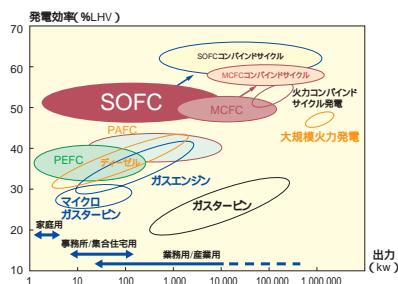 発電効率(%LHV)
70
60
50
40
30
20
10
SOFCコンバインドサイクル
MCFCコンバインドサイクル
火力コンバインド
サイクル発電
SOFC
MCFC
大規模火力発電
PAFC
PEFC
ディーゼル
ガスエンジン
マイクロ
ガスタービン
ガスタービン
家庭用
事務所/集合住宅用
業務用/産業用
出力
(kw)
1
10
100
1.000
10.000
100.000
1.000.000